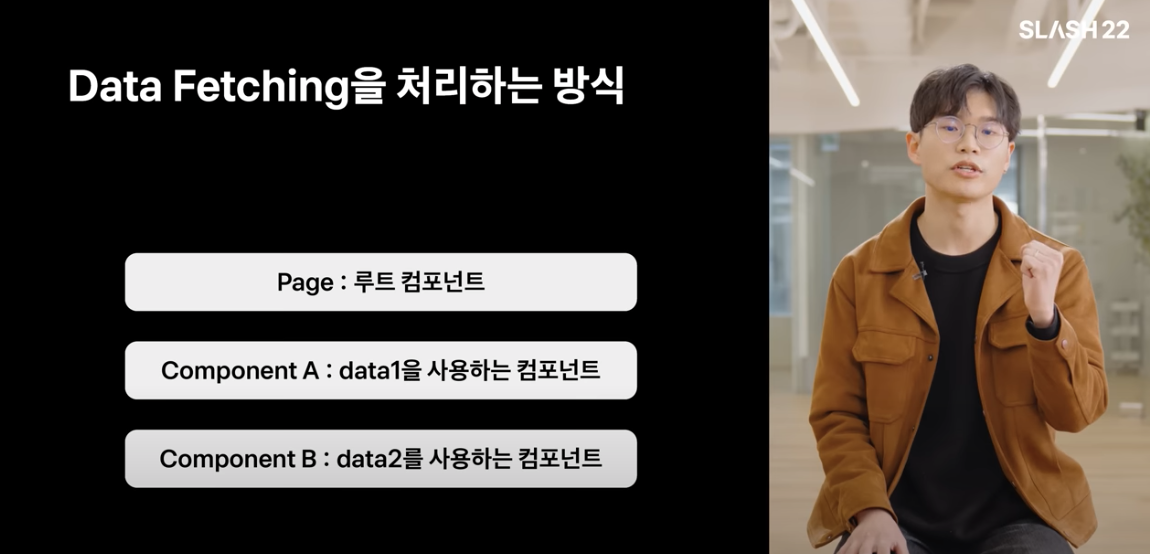 SLASH 22
Data Fetching을 처리하는 방식
Page : 루트 컴포넌트
Component A : data1을 사용하는 컴포넌트
Component B : data2를 사용하는 컴포넌트